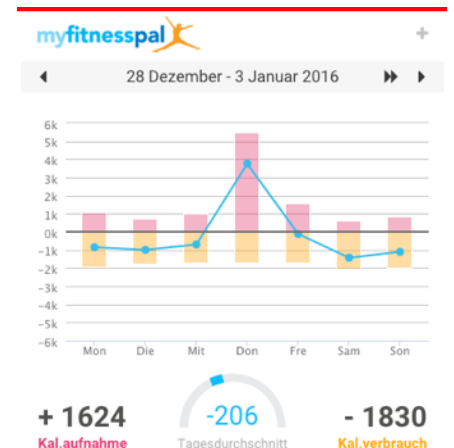 myfitnesspal
+
28 Dezember - 3 Januar 2016
6k
5k
4k
3k
2k
1k
0k
-1k
-2k
-3k
-4k
-5k
-6k
Mon Die Mit Don Fre Sam Son
+ 1624 -206 - 1830
Kal.aufnahme Tagesdurchschnitt Kal.verbrauch